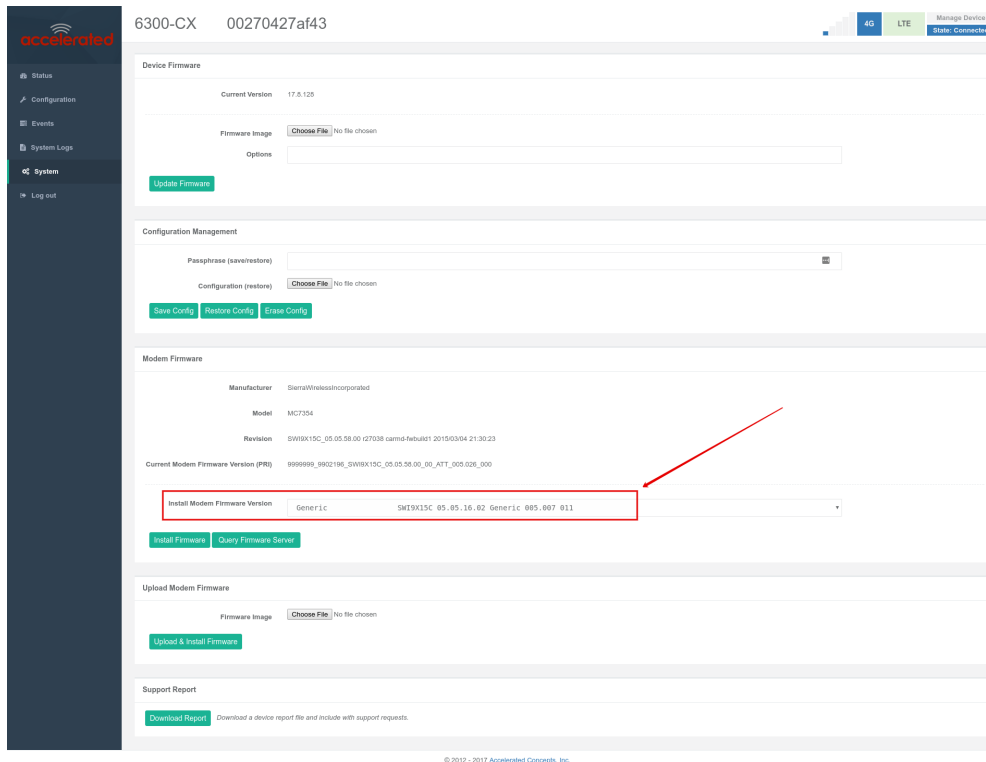 accelerated
6300-CX 00270427af43
4G LTE Manage Device
State: Connected
Status
Configuration
Events
System Logs
System
Log out
Device Firmware
Current Version 17.8.128
Firmware Image Choose File No file chosen
Options
Update Firmware
Configuration Management
Passphrase (save/restore)
Configuration (restore) Choose File No file chosen
Save Config Restore Config Erase Config
Modem Firmware
Manufacturer SierraWirelessIncorporated
Model MC7354
Revision SWI9X15C_05.05.58.00 r27038 carmd-fwbuild1 2015/03/04 21:30:23
Current Modem Firmware Version (PRI) 9999999_9902196_SWI9X15C_05.05.58.00_00_ATT_005.026_000
Install Modem Firmware Version Generic SWI9X15C 05.05.16.02 Generic 005.007 011
Install Firmware Query Firmware Server
Upload Modem Firmware
Firmware Image Choose File No file chosen
Upload & Install Firmware
Support Report
Download Report Download a device report file and include with support requests.
© 2012 - 2017 Accelerated Concepts, Inc.